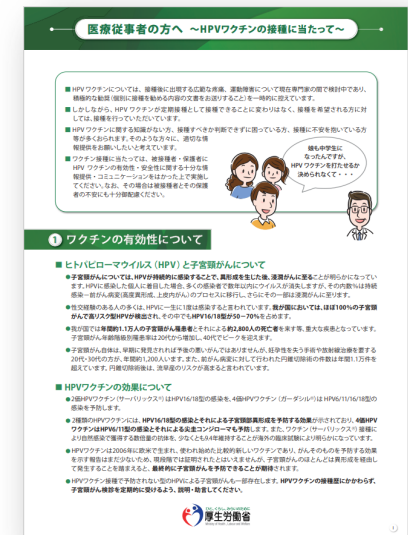 医療従事者の方へ ～HPVワクチンの接種に当たって～
■ HPVワクチンについては、接種後に出現する広範な疼痛、運動障害について現在専門家の間で検討中であり、
積極的な勧奨(個別に接種を勧める内容の文書をお送りすること)を一時的に控えています。
■ しかしながら、HPVワクチンが定期接種として接種できることに変わりはなく、接種を希望される方に対
しては、接種を行っていただいています。
■ HPVワクチンに関する知識がない方、接種すべきか判断できずに困っている方、接種に不安を抱いている方
等が多くおられます。そのような方々に、適切な情
報提供をお願いしたいと考えています。
■ ワクチン接種に当たっては、被接種者・保護者に
HPVワクチンの有効性・安全性に関する十分な情
報提供・コミュニケーションをはかった上で実施し
てください。なお、その場合は被接種者とその保護
者の不安にも十分御配慮ください。
娘も中学生に
なったんですが、
HPVワクチンを打たせるか
決められなくて・・・
1 ワクチンの有効性について
■ ヒトパピローマウイルス(HPV)と子宮頸がんについて
●子宮頸がんについては、HPVが持続的に感染することで、異形成を生じた後、浸潤がんに至ることが明らかになってい
ます。HPVに感染した個人に着目した場合、多くの感染者で数年以内にウイルスが消失しますが、その内数%は持続
感染－前がん病変(高度異形成、上皮内がん)のプロセスに移行し、さらにその一部は浸潤がんに至ります。
●性交経験のある人の多くは、HPVに一生に1度は感染すると言われています。我が国においては、ほぼ100%の子宮頸
がんで高リスク型HPVが検出され、その中でもHPV16/18型が50～70%を占めます。
●我が国では年間約1.1万人の子宮頸がん罹患者とそれによる約2,800人の死亡者を来す等、重大な疾患となっています。
子宮頸がん年齢階級別罹患率は20代から増加し、40代でピークを迎えます。
●子宮頸がん自体は、早期に発見されれば予後の悪いがんではありませんが、妊孕性を失う手術や放射線治療を要する
20代・30代の方が、年間約1,200人います。また、前がん病変に対して行われた円錐切除術の件数は年間1.1万件を
超えています。円錐切除術後は、流早産のリスクが高まると言われています。
■ HPVワクチンの効果について
●2価HPVワクチン(サーバリックス®)はHPV16/18型の感染を、4価HPVワクチン(ガーダシル®)はHPV6/11/16/18型の
感染を予防します。
●2種類のHPVワクチンには、HPV16/18型の感染とそれによる子宮頸部異形成を予防する効果が示されており、4価HPV
ワクチンはHPV6/11型の感染とそれによる尖圭コンジローマも予防します。また、ワクチン(サーバリックス®)接種に
より自然感染で獲得する数倍量の抗体を、少なくとも9.4年維持することが海外の臨床試験により明らかになっています。
●HPVワクチンは2006年に欧米で生まれ、使われ始めた比較的新しいワクチンであり、がんそのものを予防する効果
を示す報告はまだ少ないため、現段階では証明されたとはいえませんが、子宮頸がんのほとんどは異形成を経由し
て発生することを踏まえると、最終的に子宮頸がんを予防できることが期待されます。
●HPVワクチン接種で予防されない型のHPVによる子宮頸がんも一部存在します。HPVワクチンの接種歴にかかわらず、
子宮頸がん検診を定期的に受けるよう、説明・助言してください。
ひと、くらし、みらいのために
厚生労働省
Ministry of Health, Labour and Welfare